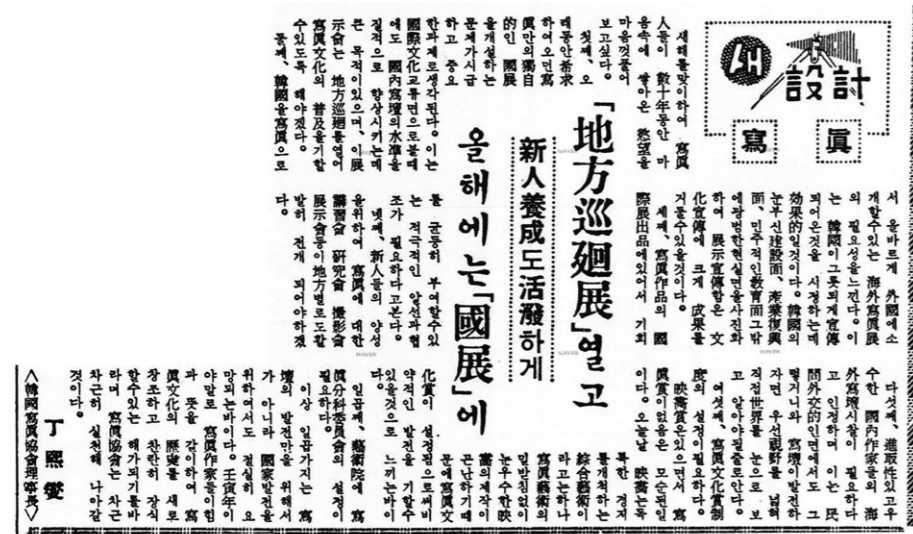 새 設計
寫眞
「地方巡廻展」열고
新人養成도活潑하게
올해에는「國展」에
새해를맞이하여 寫眞
人들이 數十年동안 마
음속에 쌓아온 慾望을
마음껏풀어
보고싶다。
첫째、오
래동안希求
하여오던寫
眞만의獨自
的인 國展
을개설하는
문제가시급
하고 중요
한과제로생각된다。이는
國際文化교류면으로볼때
에도 國內寫壇의水準을
질적으로 향상시키는데
큰 목적이있으며、이展
示會는 地方巡廻를열어
寫眞文化의 普及을기할
수있도록 해야겠다。
둘째、韓國을寫眞으로
서 올바르게 外國에소
개할수있는 海外寫眞展
의 필요성을느낀다。이
는 韓國이그릇되게宣傳
되어온것을 시정하는데
効果的일것이다。韓國의
눈부신建設面、産業復興
面、민주적인敎育面그밖
에광범한현실면을사진화
하여 展示宣傳함은 文
化宣傳에 크게 成果를
거둘수있을것이다。
세째、寫眞作品의 國
際展出品에있어서 기회
를 균등히 부여할수있
는 적극적인 알선과협
조가 필요하다고본다。
넷째、新人들의 양성
을위하여 寫眞에 대한
講習會 硏究會 撮影會
展示會등이地方별로도활
발히 전개 되어야하겠
다。
다섯째、進取性있고우
수한 國內作家들의 海
外寫壇시찰이 필요하다
고 인정하며 이는 民
間外交的인면에서도 그
렇거니와 寫壇이발전하
자면 우선視野를 넓혀
직접世界를 눈으로 보
고 알아야될줄로안다。
여섯째、寫眞文化賞制
度의 설정이필요하다。
映畵賞은있으면서 寫
眞賞이없음은 모순된일
이다。오늘날 映畵는독
특한 경지
를개척하는
綜合藝術이
라고는하나
寫眞藝術의
밑받침없이
눈우수한映
畵의제작이
곤난하기때
문에寫眞文
化賞이 설정됨으로써비
약적인 발전을 기할수
있을것으로 느끼는바이
다。
일곱째、藝術院에 寫
眞分科委員會의 설정이
필요하다。
이상 일곱가지는 寫
壇의 발전만을 위해서
가 아니라 國家발전을
위하여서도 절실히 요
망되는바이다。壬寅年이
야말로 寫眞作家들이힘
과 뜻을 같이하여 寫
眞文化의 歷史를 새로
창조하고 찬란히 장식
할수있는 해가되기를바
라며 寫眞協會는 차근
차근히 실천해 나아갈
것이다。
丁熙燮
〈韓國寫眞協會理事長〉